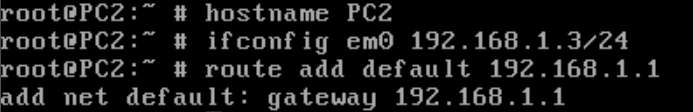 root@PC2:~ # hostname PC2
root@PC2:~ # ifconfig em0 192.168.1.3/24
root@PC2:~ # route add default 192.168.1.1
add net default: gateway 192.168.1.1